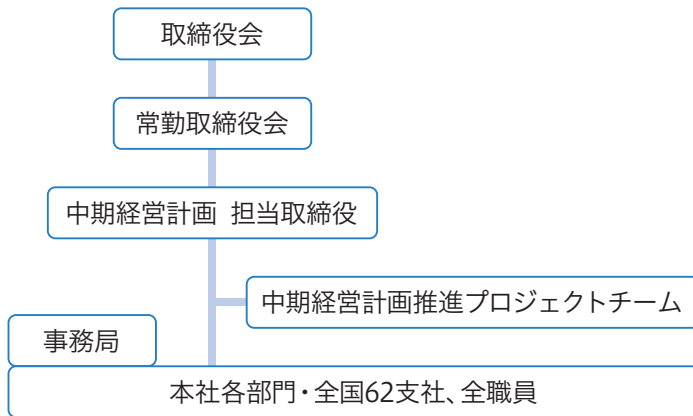 取締役会
常勤取締役会
中期経営計画 担当取締役
中期経営計画推進プロジェクトチーム
事務局
本社各部門・全国62支社、全職員